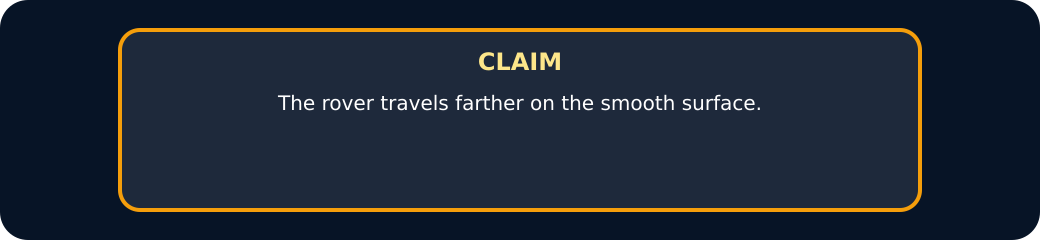 CLAIM
The rover travels farther on the smooth surface.